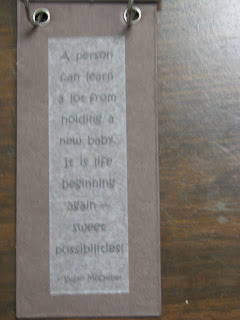 A person
can learn
a lot from
holding a
new baby.
It is life
beginning
again —
sweet
possibilities!